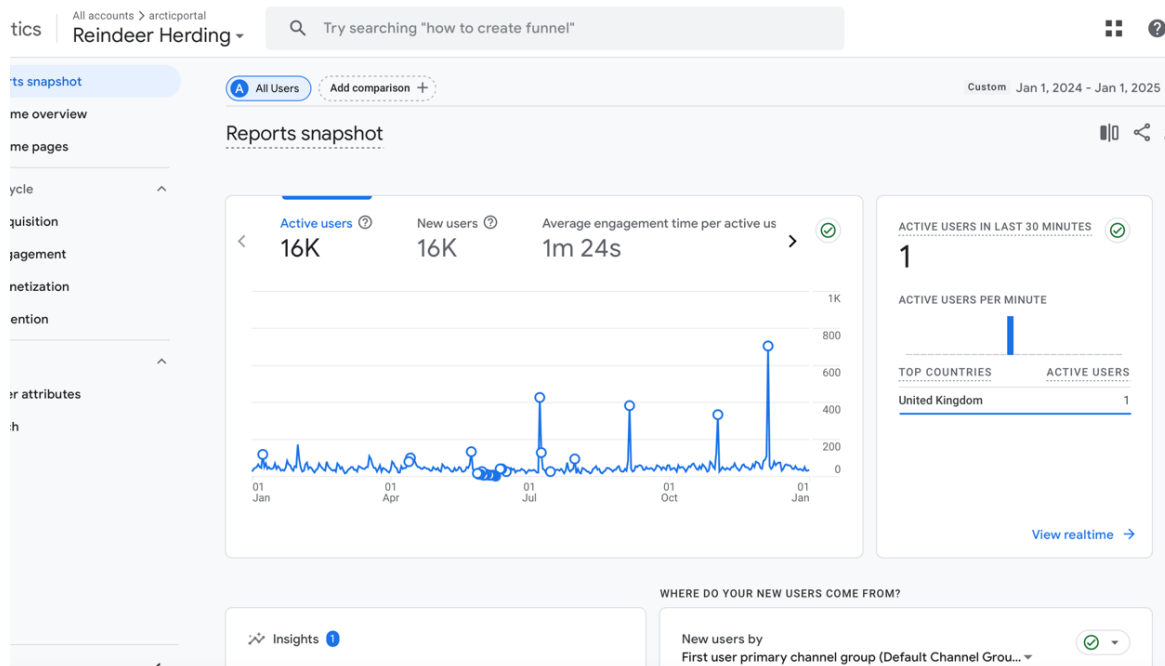 tics
All accounts > arcticportal
Reindeer Herding
Try searching "how to create funnel"
rts snapshot
me overview
me pages
ycle
quisition
gagement
netization
ention
er attributes
ch
A All Users
Add comparison +
Custom Jan 1, 2024 - Jan 1, 2025
Reports snapshot
Active users
16K
New users
16K
Average engagement time per active us
1m 24s
1K
800
600
400
200
0
01 Jan
01 Apr
01 Jul
01 Oct
01 Jan
ACTIVE USERS IN LAST 30 MINUTES
1
ACTIVE USERS PER MINUTE
TOP COUNTRIES ACTIVE USERS
United Kingdom 1
View realtime
Insights 1
WHERE DO YOUR NEW USERS COME FROM?
New users by
First user primary channel group (Default Channel Grou...